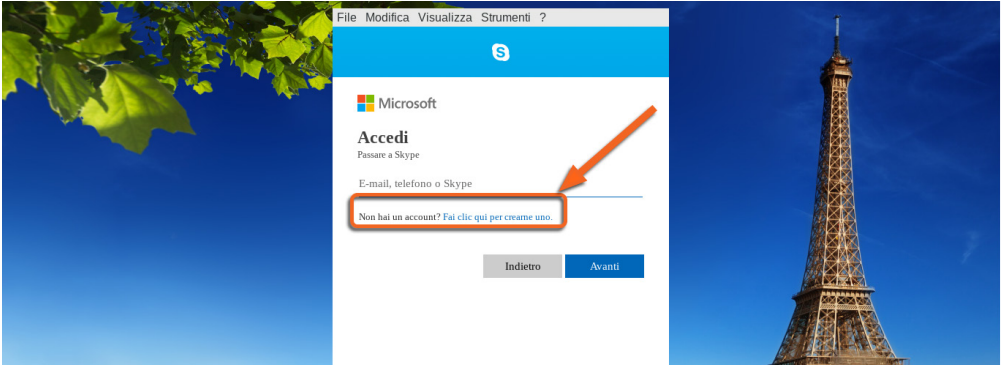 File Modifica Visualizza Strumenti ?
Microsoft
Accedi
Passare a Skype
E-mail, telefono o Skype
Non hai un account? Fai clic qui per crearne uno.
Indietro
Avanti